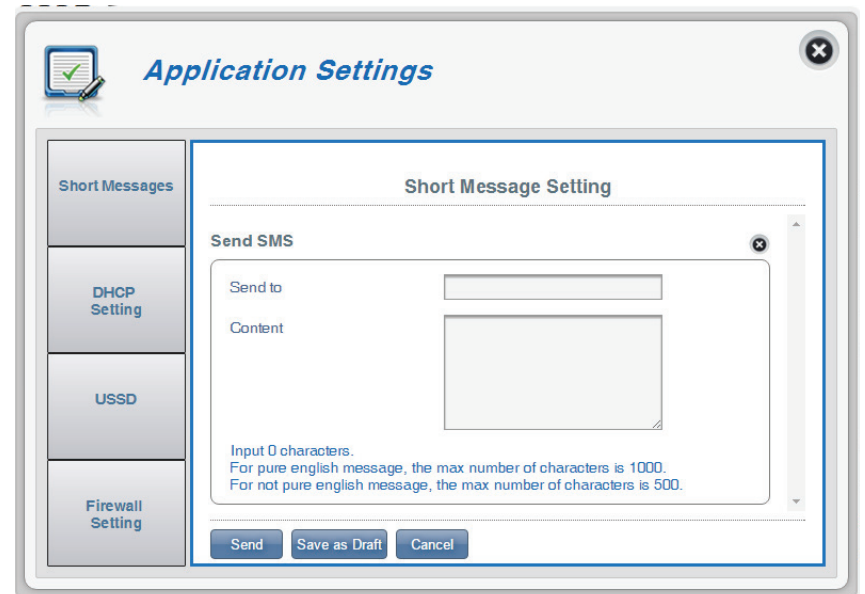 Application Settings
Short Messages
DHCP
Setting
USSD
Firewall
Setting
Short Message Setting
Send SMS
Send to
Content
Input 0 characters.
For pure english message, the max number of characters is 1000.
For not pure english message, the max number of characters is 500.
Send
Save as Draft
Cancel